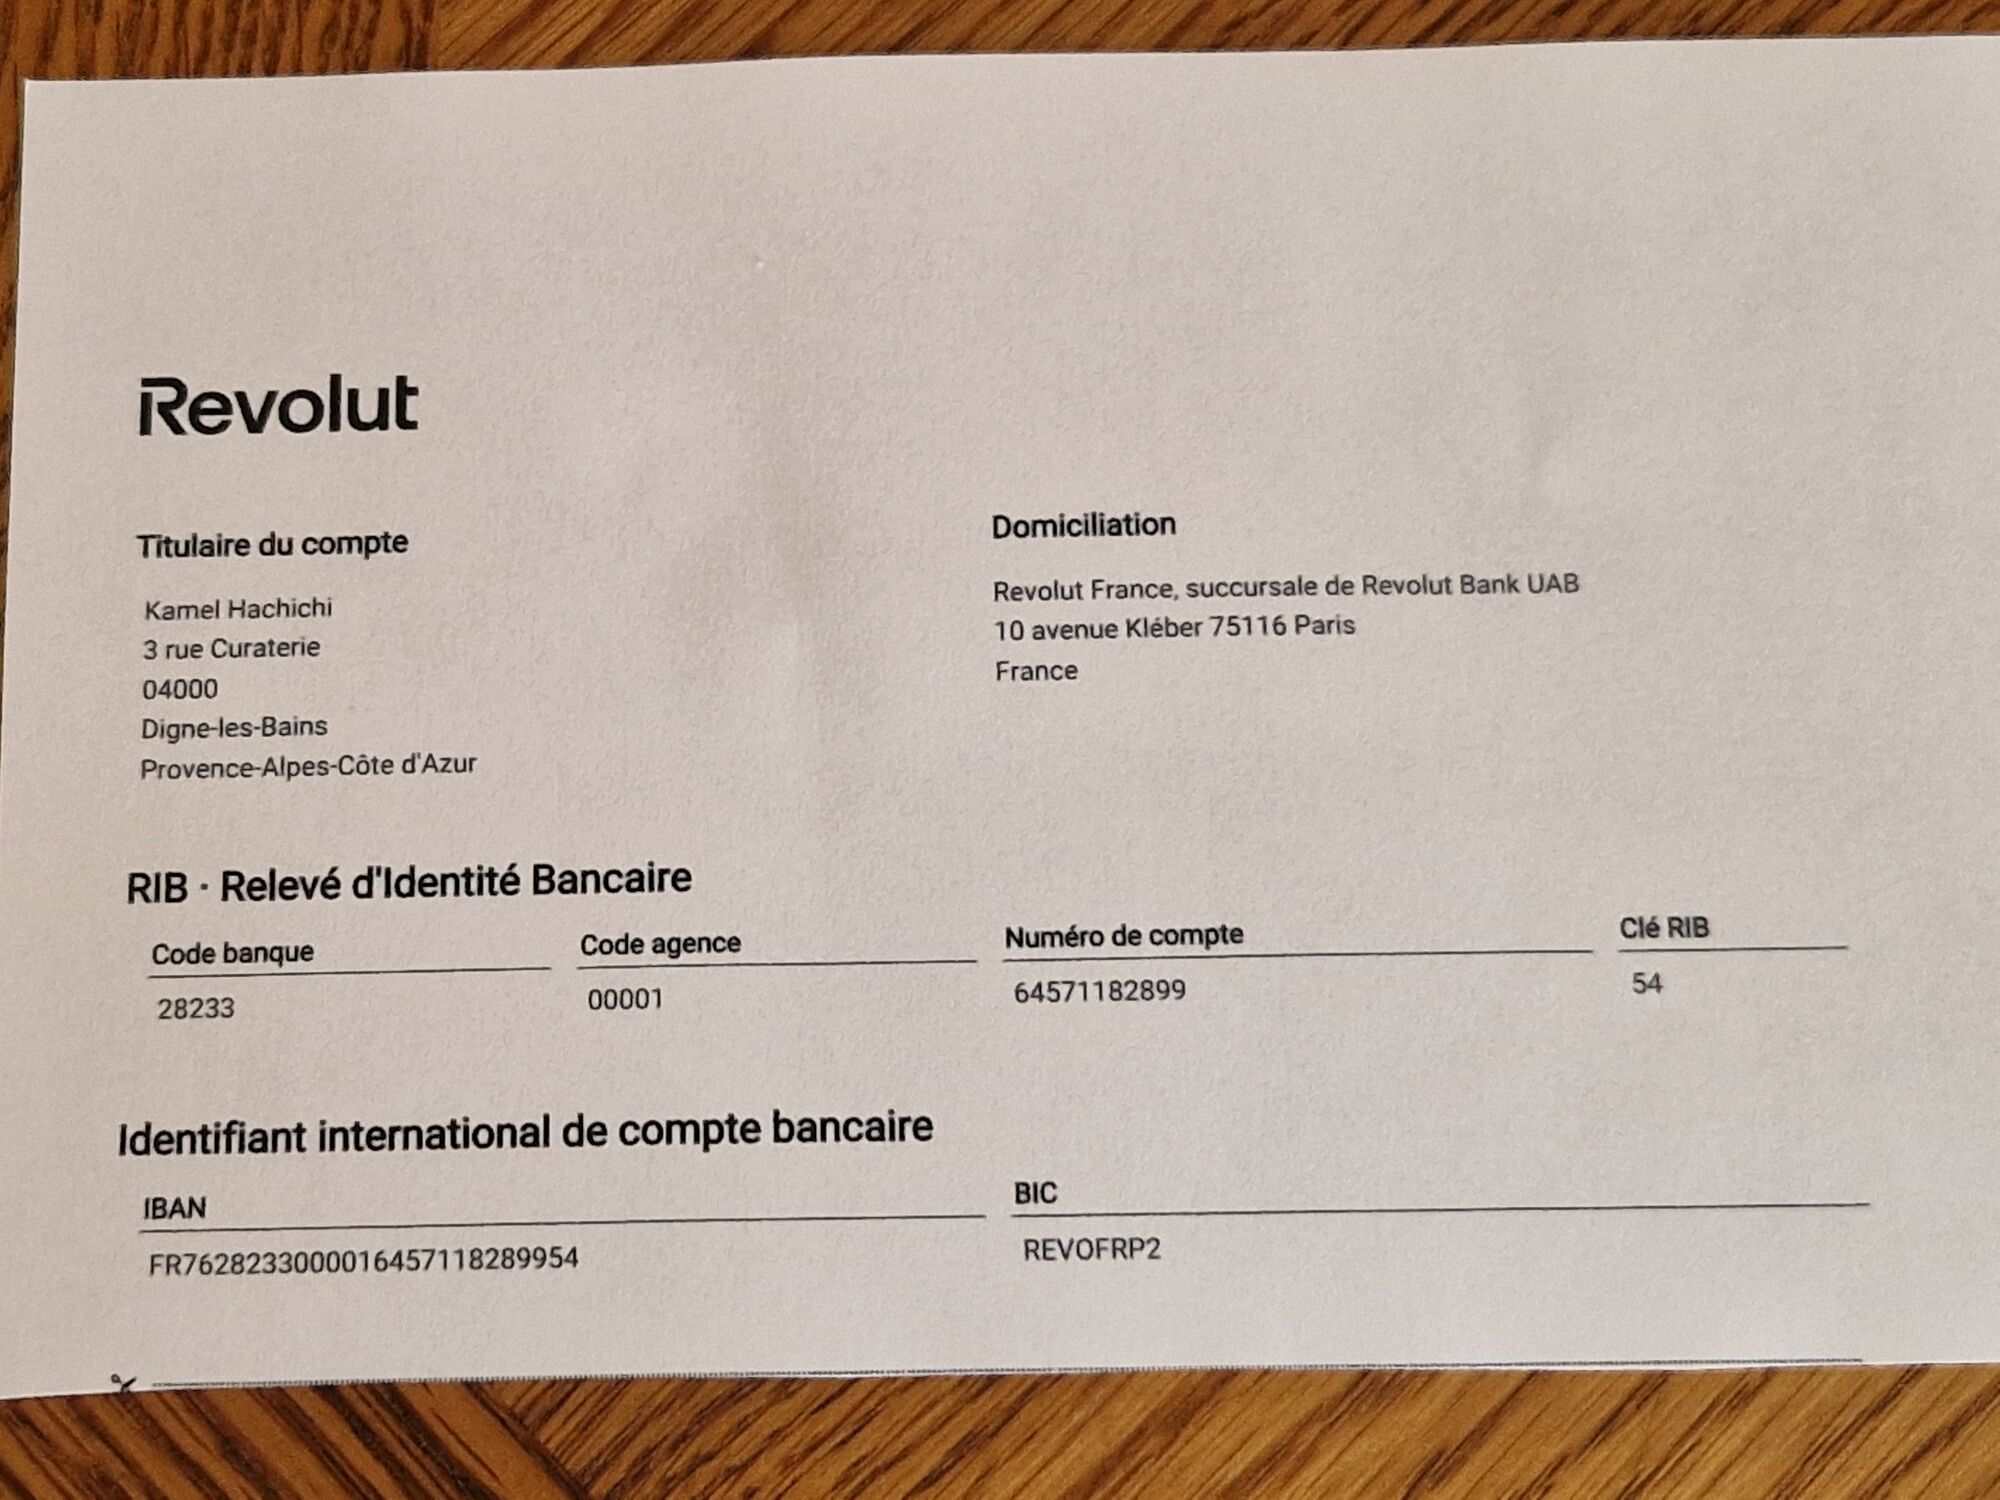 Revolut
Titulaire du compte
Kamel Hachichi
3 rue Curaterie
04000
Digne-les-Bains
Provence-Alpes-Côte d'Azur
Domiciliation
Revolut France, succursale de Revolut Bank UAB
10 avenue Kléber 75116 Paris
France
RIB · Relevé d'Identité Bancaire
Code banque Code agence Numéro de compte Clé RIB
28233 00001 64571182899 54
Identifiant international de compte bancaire
IBAN BIC
FR7628233000016457118289954 REVOFRP2